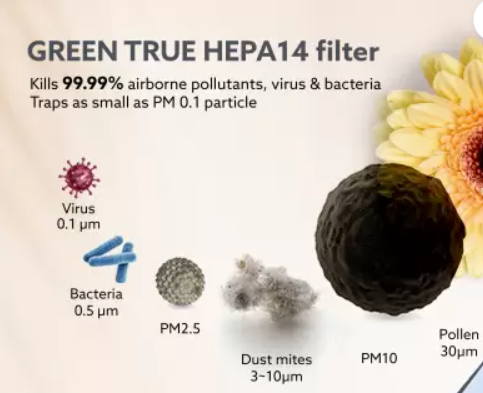 GREEN TRUE HEPA14 filter
Kills 99.99% airborne pollutants, virus & bacteria
Traps as small as PM 0.1 particle
Virus
0.1 µm
Bacteria
0.5 µm
PM2.5
Dust mites
3~10µm
PM10
Pollen
30µm